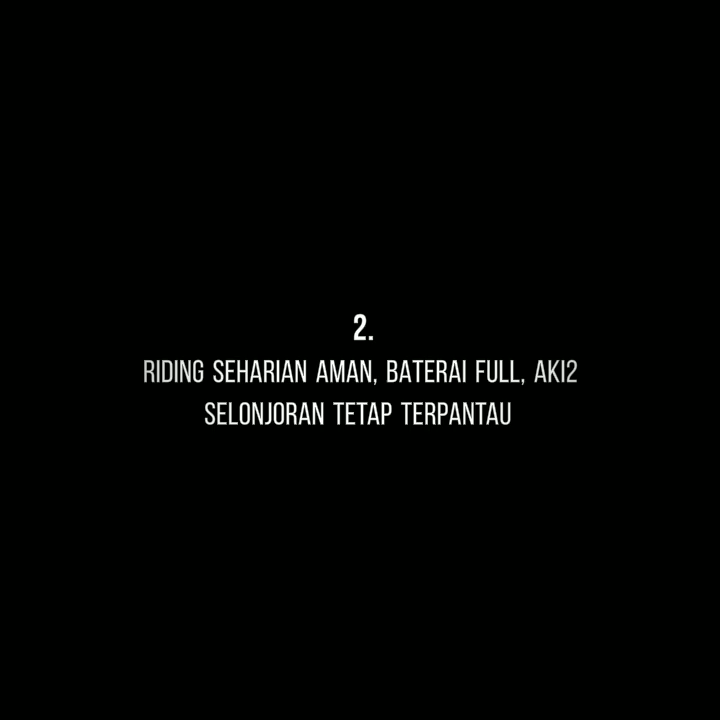 2.
RIDING SEHARIAN AMAN, BATERAI FULL, AKI2
SELONJORAN TETAP TERPANTAU